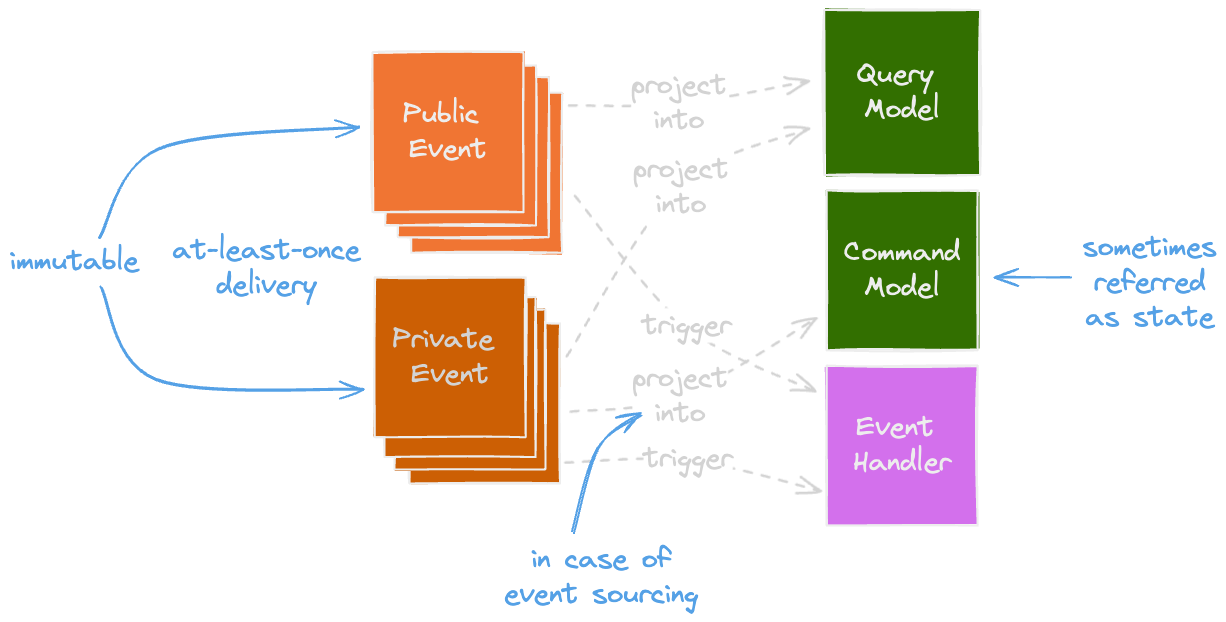 Public
Event
project
into
Query
Model
project
into
immutable
at-least-once
delivery
Command
Model
sometimes
referred
as state
Private
Event
trigger
project
into
trigger
Event
Handler
in case of
event sourcing